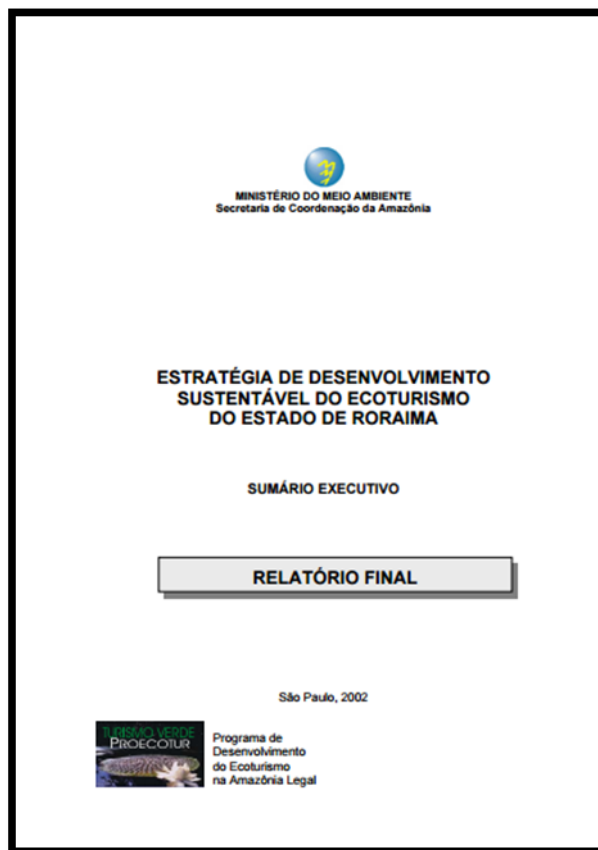 MINISTÉRIO DO MEIO AMBIENTE
Secretaria de Coordenação da Amazônia
ESTRATÉGIA DE DESENVOLVIMENTO
SUSTENTÁVEL DO ECOTURISMO
DO ESTADO DE RORAIMA
SUMÁRIO EXECUTIVO
RELATÓRIO FINAL
São Paulo, 2002
TURISMO VERDE
PROECOTUR
Programa de
Desenvolvimento
do Ecoturismo
na Amazônia Legal